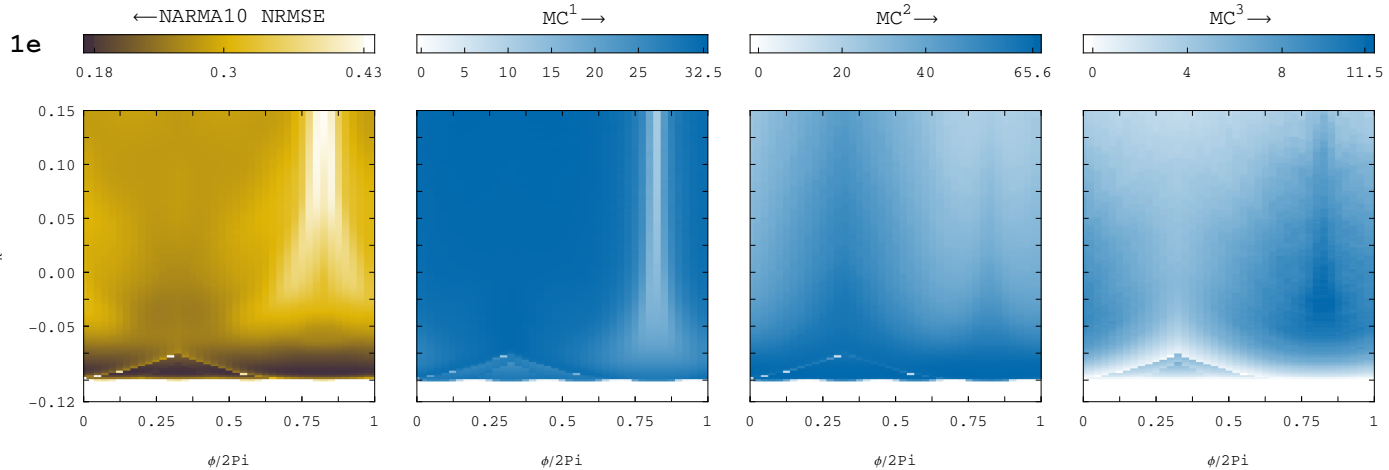 ←NARMA10 NRMSE MC¹→ MC²→ MC³→
1e
0.18 0.3 0.43 0 5 10 15 20 25 32.5 0 20 40 65.6 0 4 8 11.5
0.15
0.10
0.05
0.00
−0.05
−0.12
0 0.25 0.5 0.75 1 0 0.25 0.5 0.75 1 0 0.25 0.5 0.75 1 0 0.25 0.5 0.75 1
ϕ/2Pi ϕ/2Pi ϕ/2Pi ϕ/2Pi